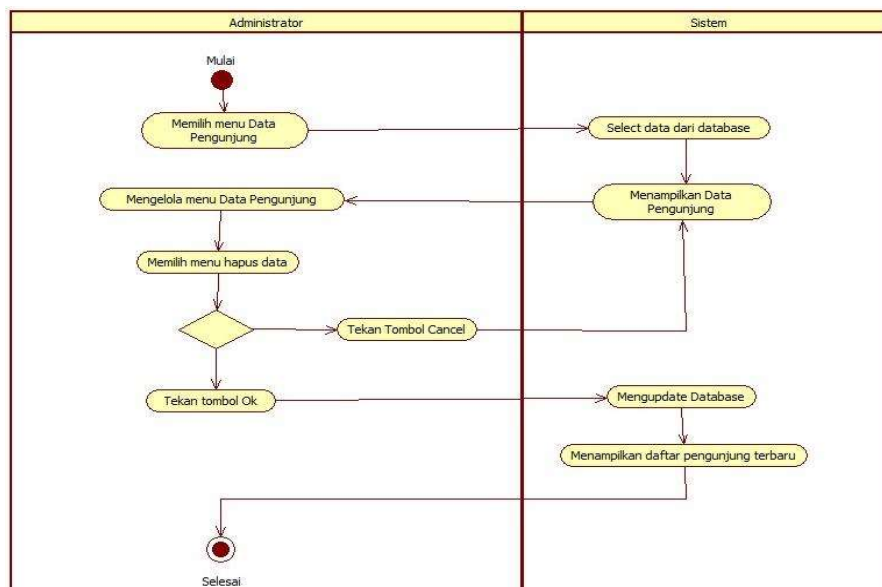 Administrator
Sistem
Mulai
Memilih menu Data
Pengunjung
Select data dari database
Mengelola menu Data Pengunjung
Menampilkan Data
Pengunjung
Memilih menu hapus data
Tekan Tombol Cancel
Tekan tombol Ok
Mengupdate Database
Menampilkan daftar pengunjung terbaru
Selesai